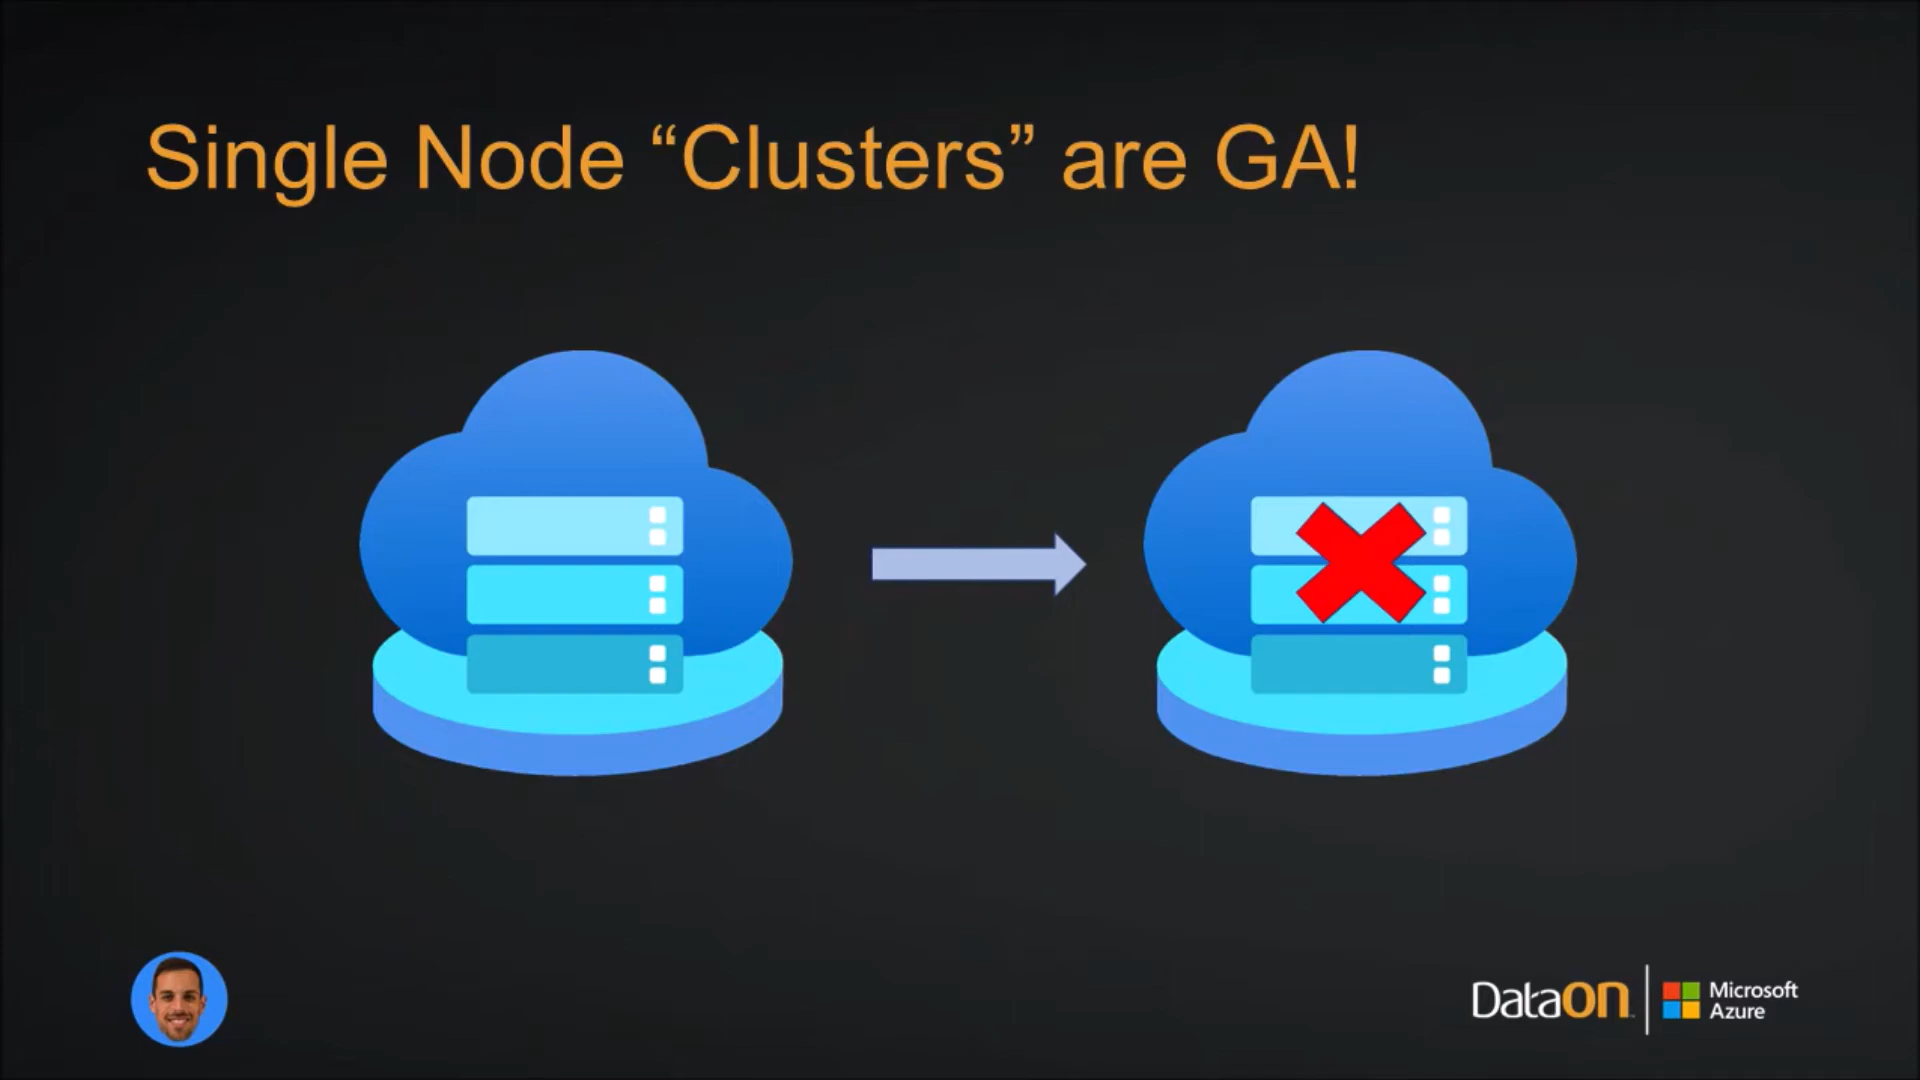 Single Node “Clusters” are GA!
DataON
Microsoft
Azure